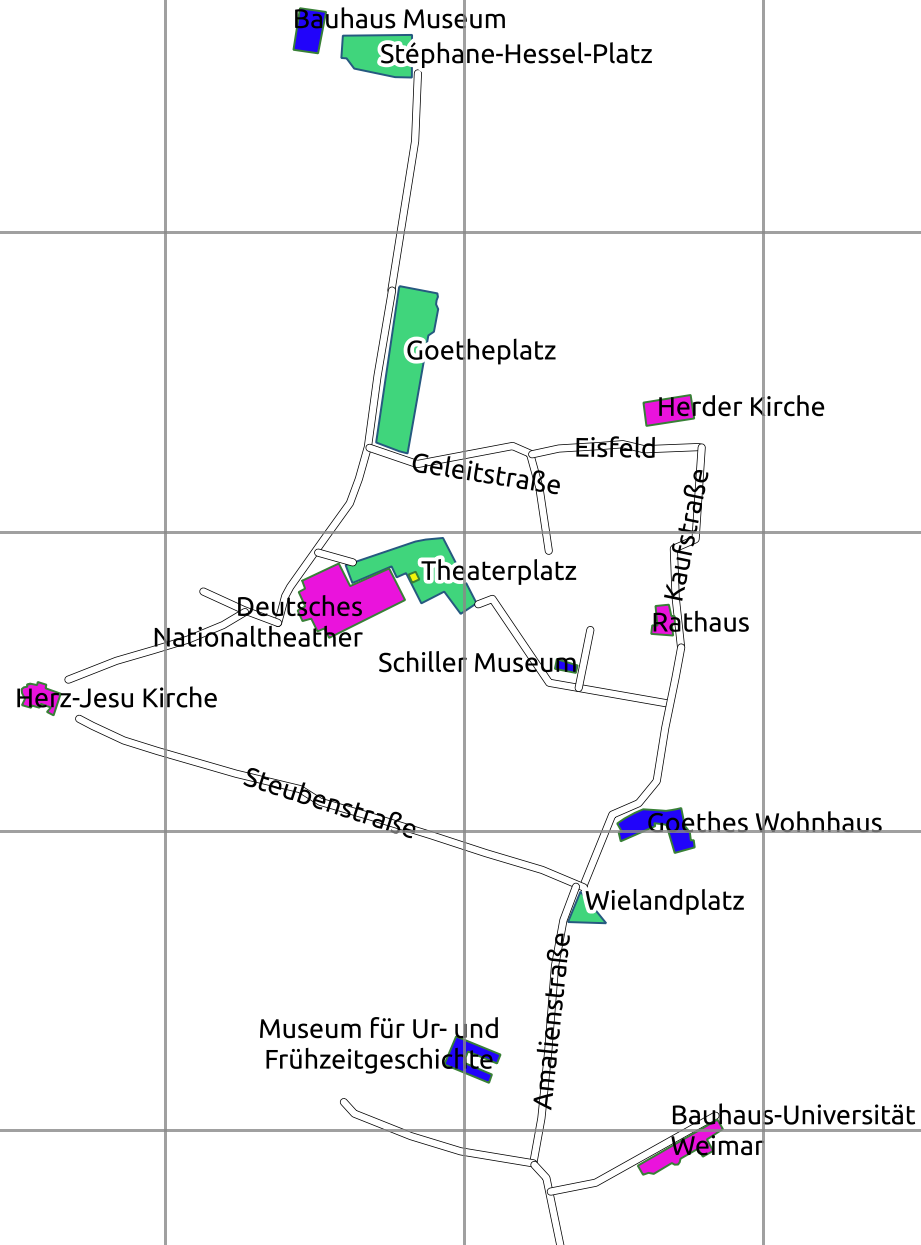 Bauhaus Museum
Stéphane-Hessel-Platz
Goetheplatz
Herder Kirche
Eisfeld
Geleitstraße
Kaufstraße
Theaterplatz
Deutsches
Nationaltheather
Rathaus
Schiller Museum
Herz-Jesu Kirche
Steubenstraße
Goethes Wohnhaus
Wielandplatz
Amalienstraße
Museum für Ur- und
Frühzeitgeschichte
Bauhaus-Universität
Weimar